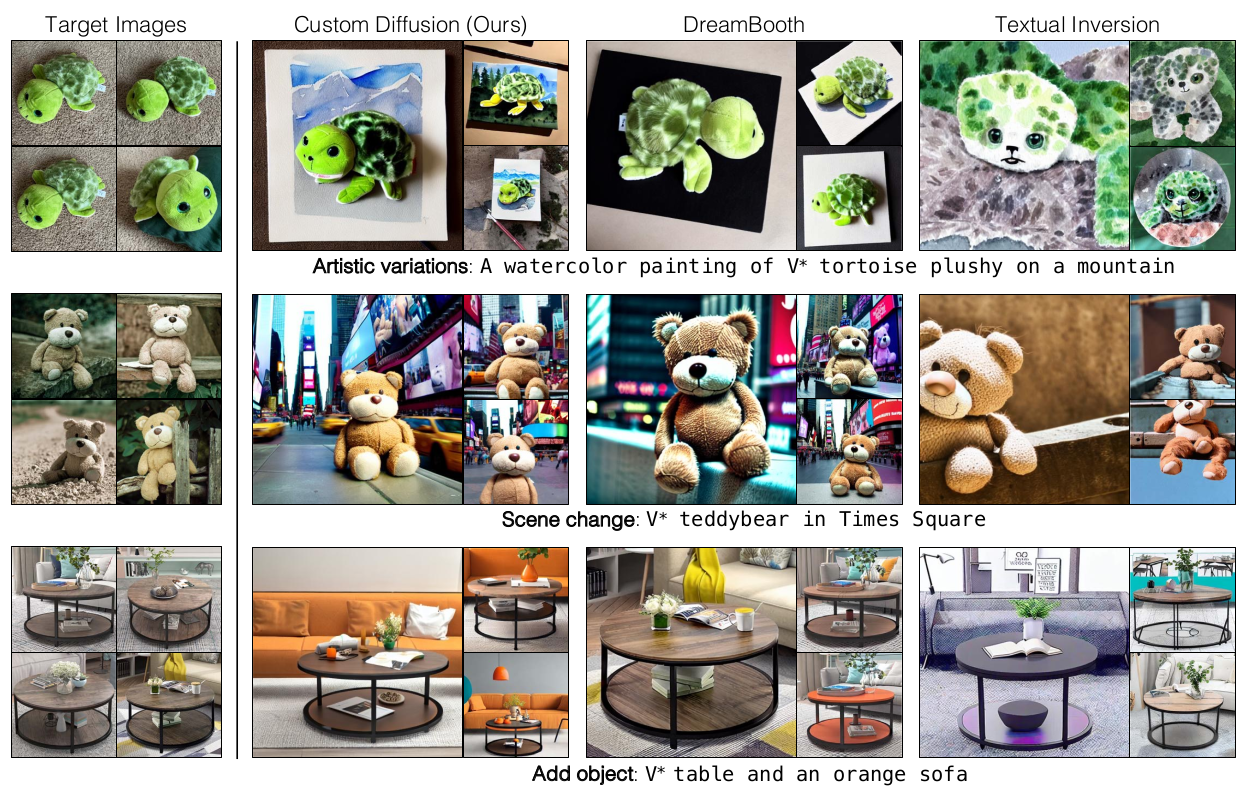 Target Images
Custom Diffusion (Ours)
DreamBooth
Textual Inversion
Artistic variations: A watercolor painting of V* tortoise plushy on a mountain
Scene change: V* teddybear in Times Square
Add object: V* table and an orange sofa